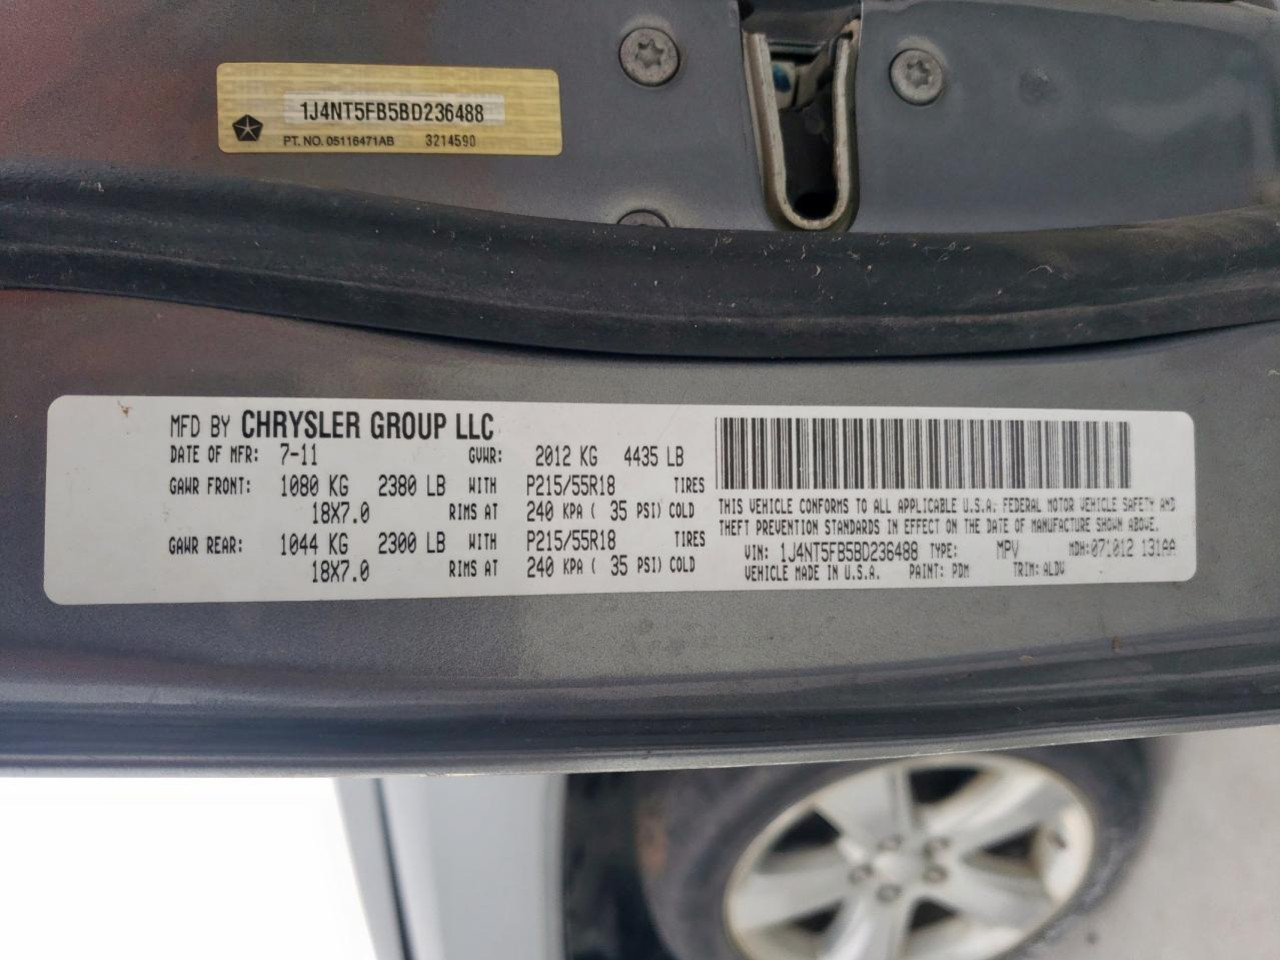 1J4NT5FB5BD236488
PT. NO. 05116471AB 3214590
MFD BY CHRYSLER GROUP LLC
DATE OF MFR: 7-11 GVWR: 2012 KG 4435 LB
GAWR FRONT: 1080 KG 2380 LB WITH P215/55R18 TIRES
18X7.0 RIMS AT 240 KPA ( 35 PSI) COLD
GAWR REAR: 1044 KG 2300 LB WITH P215/55R18 TIRES
18X7.0 RIMS AT 240 KPA ( 35 PSI) COLD
THIS VEHICLE CONFORMS TO ALL APPLICABLE U.S.A. FEDERAL MOTOR VEHICLE SAFETY AND
THEFT PREVENTION STANDARDS IN EFFECT ON THE DATE OF MANUFACTURE SHOWN ABOVE.
VIN: 1J4NT5FB5BD236488 TYPE: MPV MDH: 071012 131AA
VEHICLE MADE IN U.S.A. PAINT: PDM TRIM: ALDV